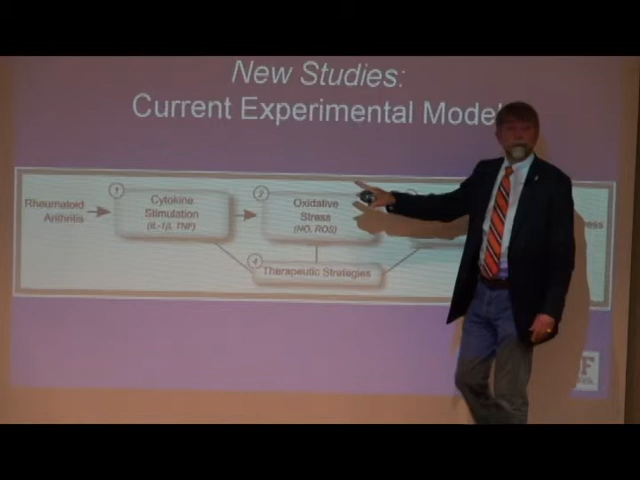 New Studies:
Current Experimental Model
Rheumatoid
Arthritis
1
Cytokine
Stimulation
(IL-1β, TNF)
2
Oxidative
Stress
(NO, ROS)
4
Therapeutic Strategies